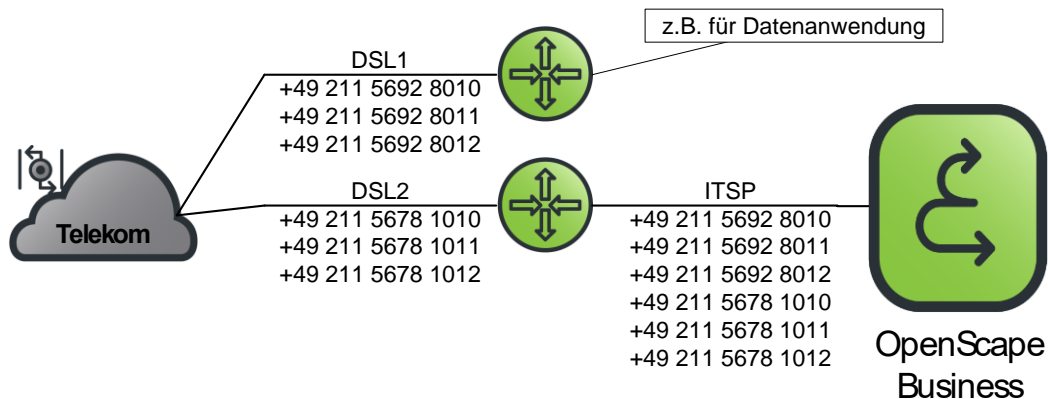 z.B. für Datenanwendung
DSL1
+49 211 5692 8010
+49 211 5692 8011
+49 211 5692 8012
Telekom
DSL2
+49 211 5678 1010
+49 211 5678 1011
+49 211 5678 1012
ITSP
+49 211 5692 8010
+49 211 5692 8011
+49 211 5692 8012
+49 211 5678 1010
+49 211 5678 1011
+49 211 5678 1012
OpenScape
Business